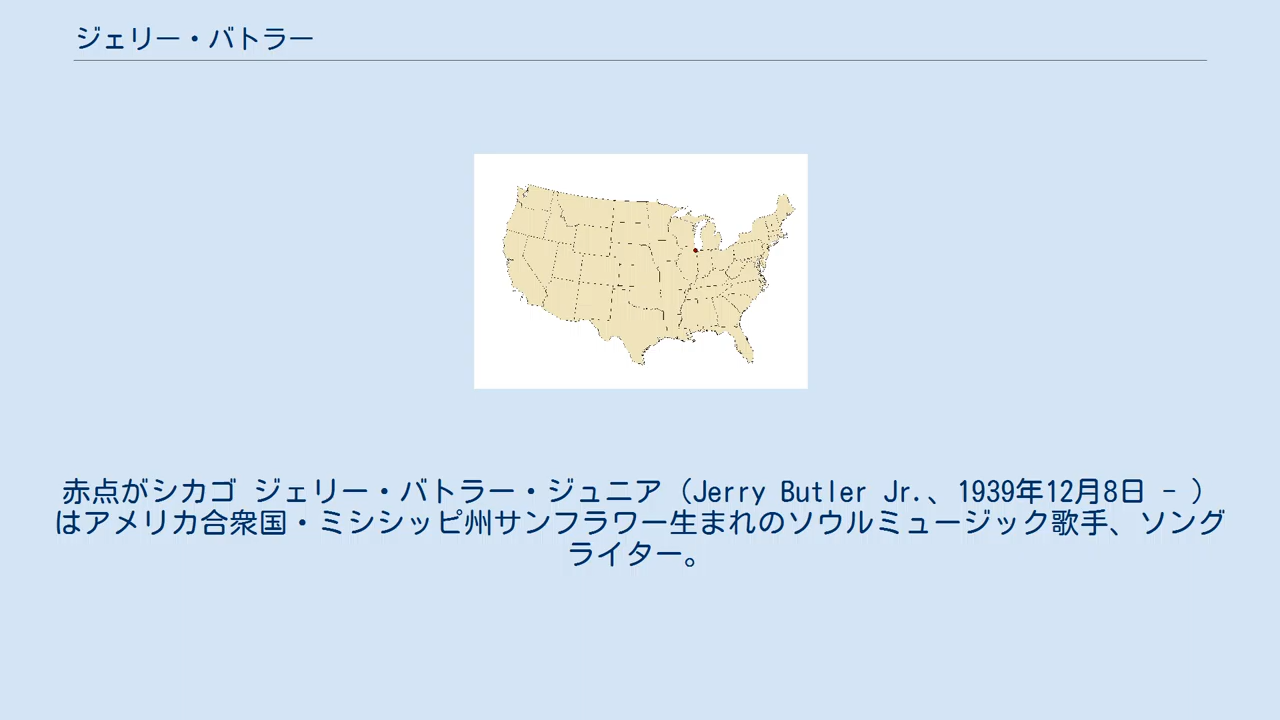 ジェリー・バトラー
赤点がシカゴ ジェリー・バトラー・ジュニア（Jerry Butler Jr.、1939年12月8日 - ）
はアメリカ合衆国・ミシシッピ州サンフラワー生まれのソウルミュージック歌手、ソング
ライター。